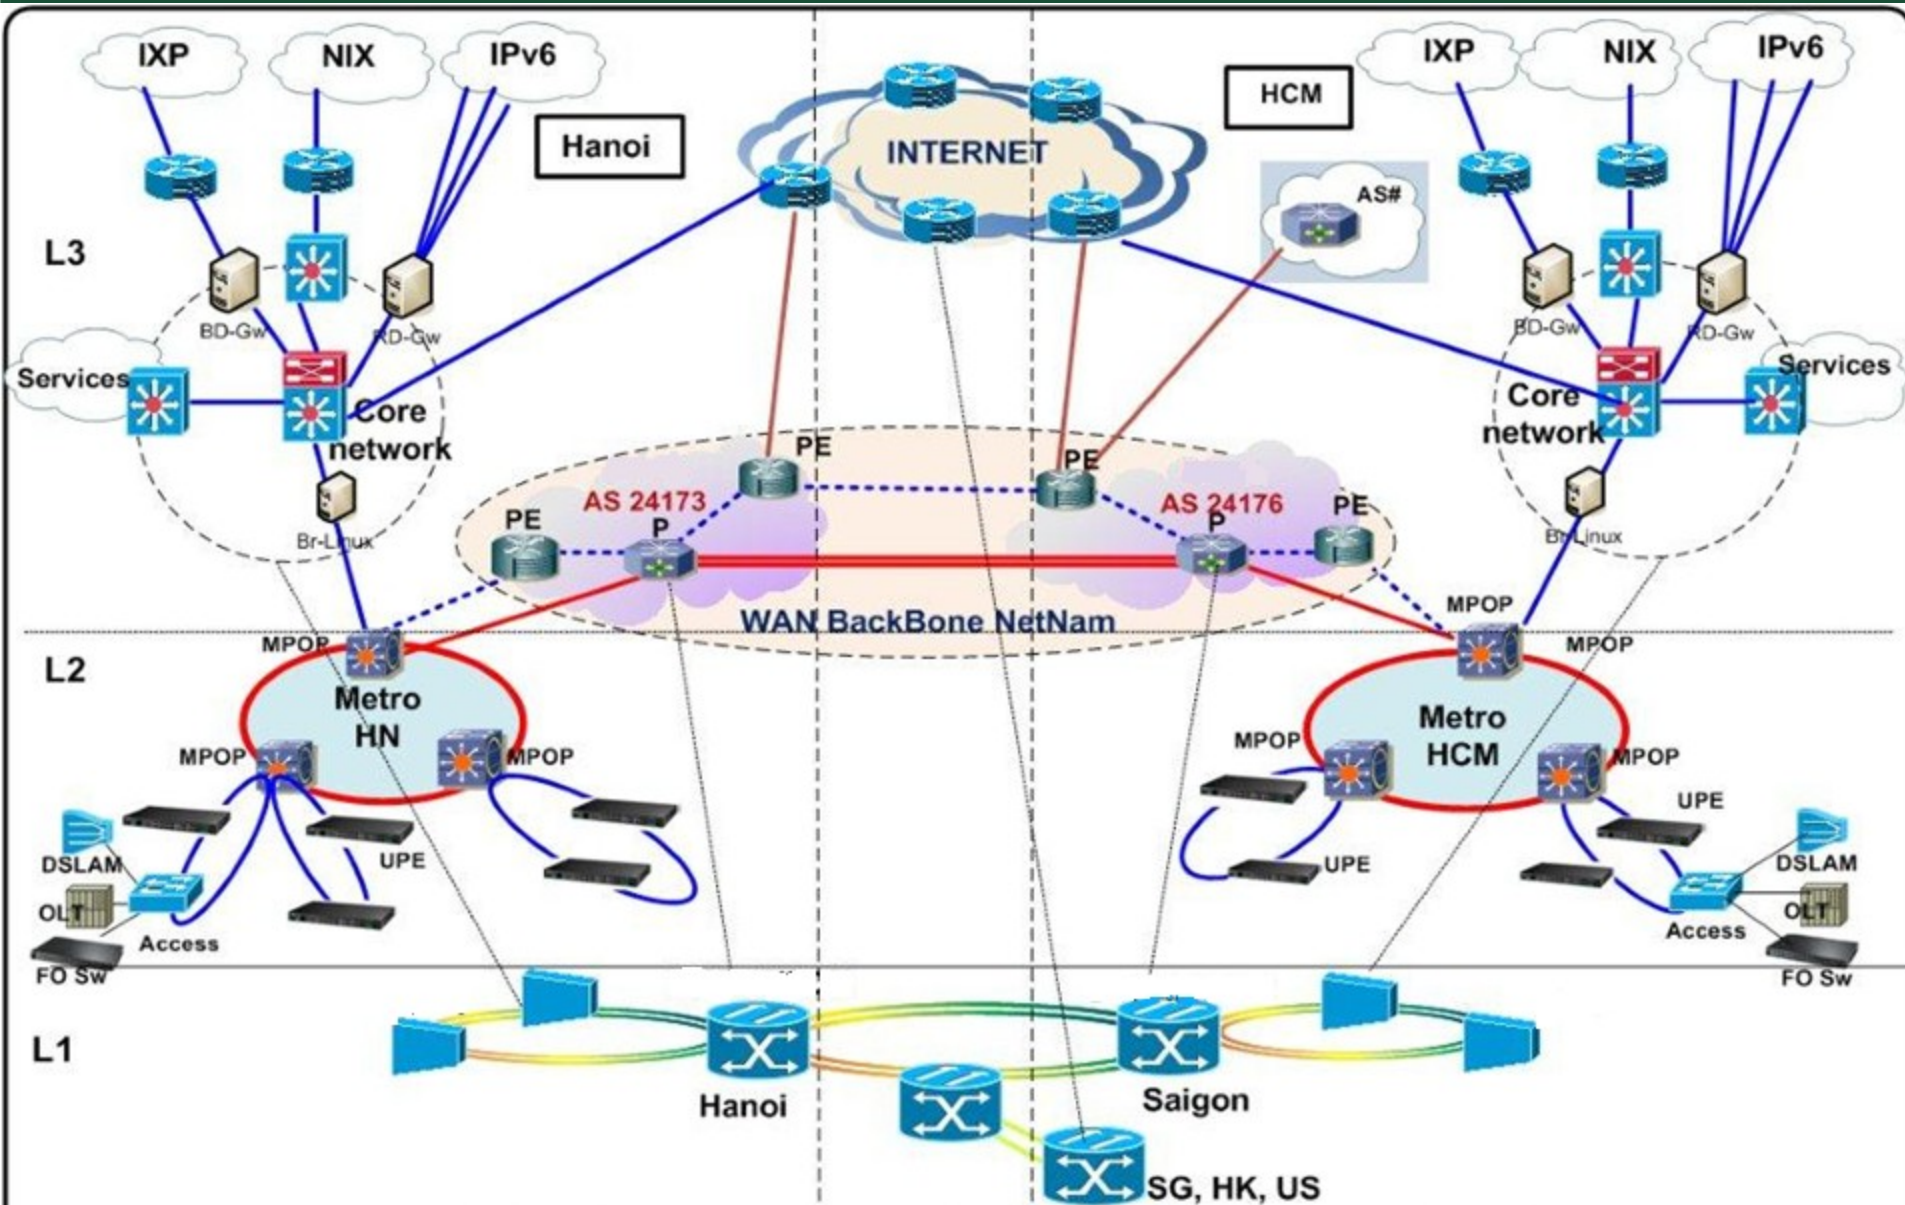 IXP
NIX
IPv6
Hanoi
INTERNET
HCM
AS#
IXP
NIX
IPv6
L3
BD-Gw
RD-Gw
BD-Gw
RD-Gw
Services
Core
network
Core
network
Services
PE
PE
AS 24173
AS 24176
PE
P
P
PE
Br-Linux
Br-Linux
WAN BackBone NetNam
MPOP
MPOP
MPOP
L2
Metro
HN
Metro
HCM
MPOP
MPOP
MPOP
MPOP
UPE
DSLAM
UPE
UPE
DSLAM
OLT
OLT
Access
Access
FO Sw
FO Sw
L1
Hanoi
Saigon
SG, HK, US